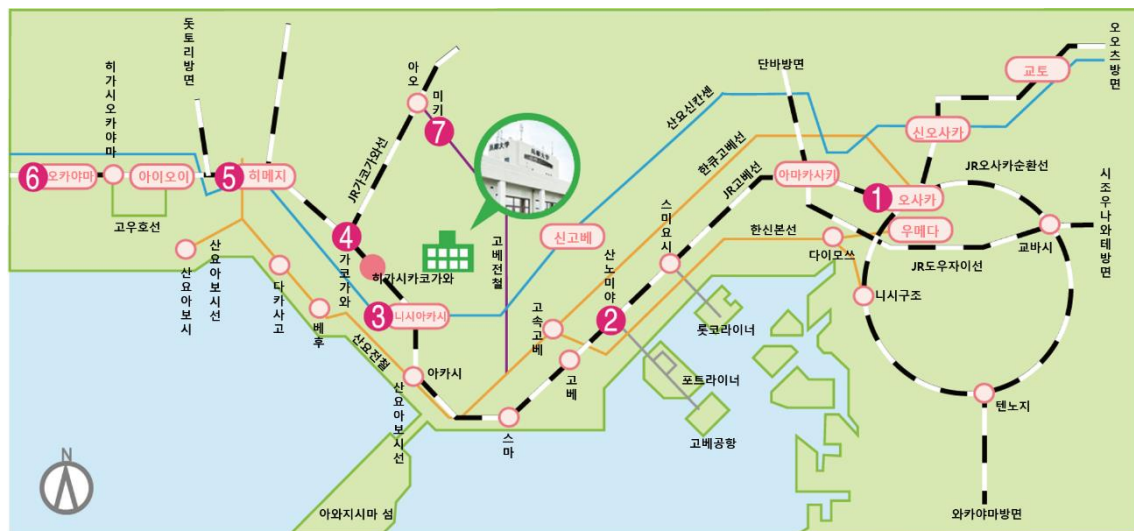 돗토리방면
히가시오카야마
6
오카야마
아이오이
5
히메지
고우호선
산요아보시
산요아보시선
다카사고
베후
산요전철
아오
미키
7
JR가코가와선
4
가코가와
히가시카코가와
3
니시아카시
아카시
산요아보시선
아와지시마 섬
고베전철
兵庫大学
스마
고속고베
신고베
산요신칸센
한큐고베선
JR고베선
스미요시
산노미야
2
고베
롯코라이너
포트라이너
고베공항
한신본선
단바방면
아마카사키
1
오사카
우메다
다이모쯔
니시구조
JR도우자이선
JR오사카순환선
신오사카
교토
오오츠방면
시조우나와테방면
교바시
텐노지
와카야마방면
N